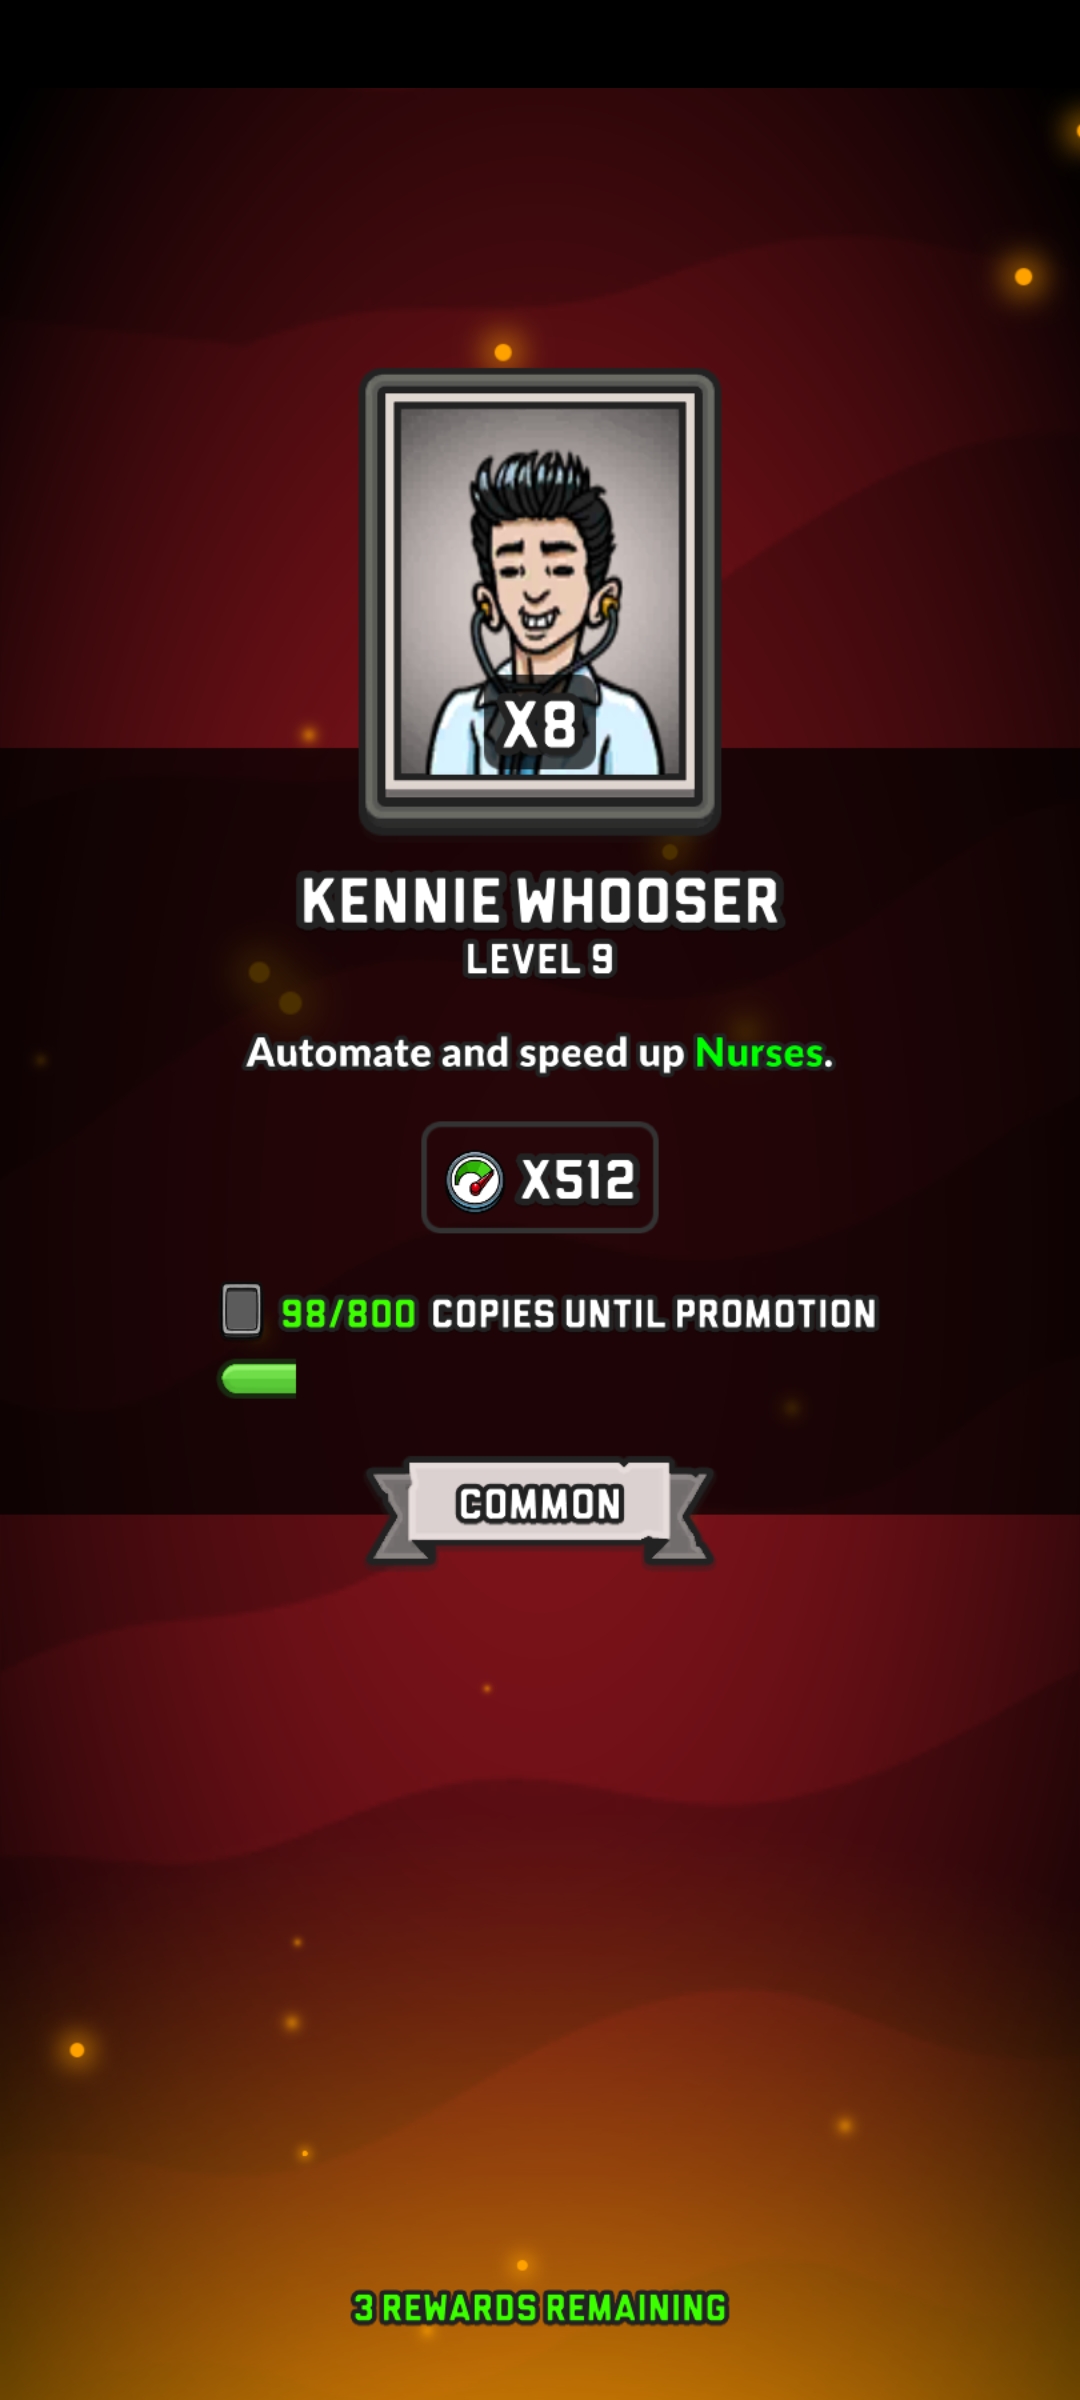 X8
KENNIE WHOOSER
LEVEL 9
Automate and speed up Nurses.
X512
98/800 COPIES UNTIL PROMOTION
COMMON
3 REWARDS REMAINING